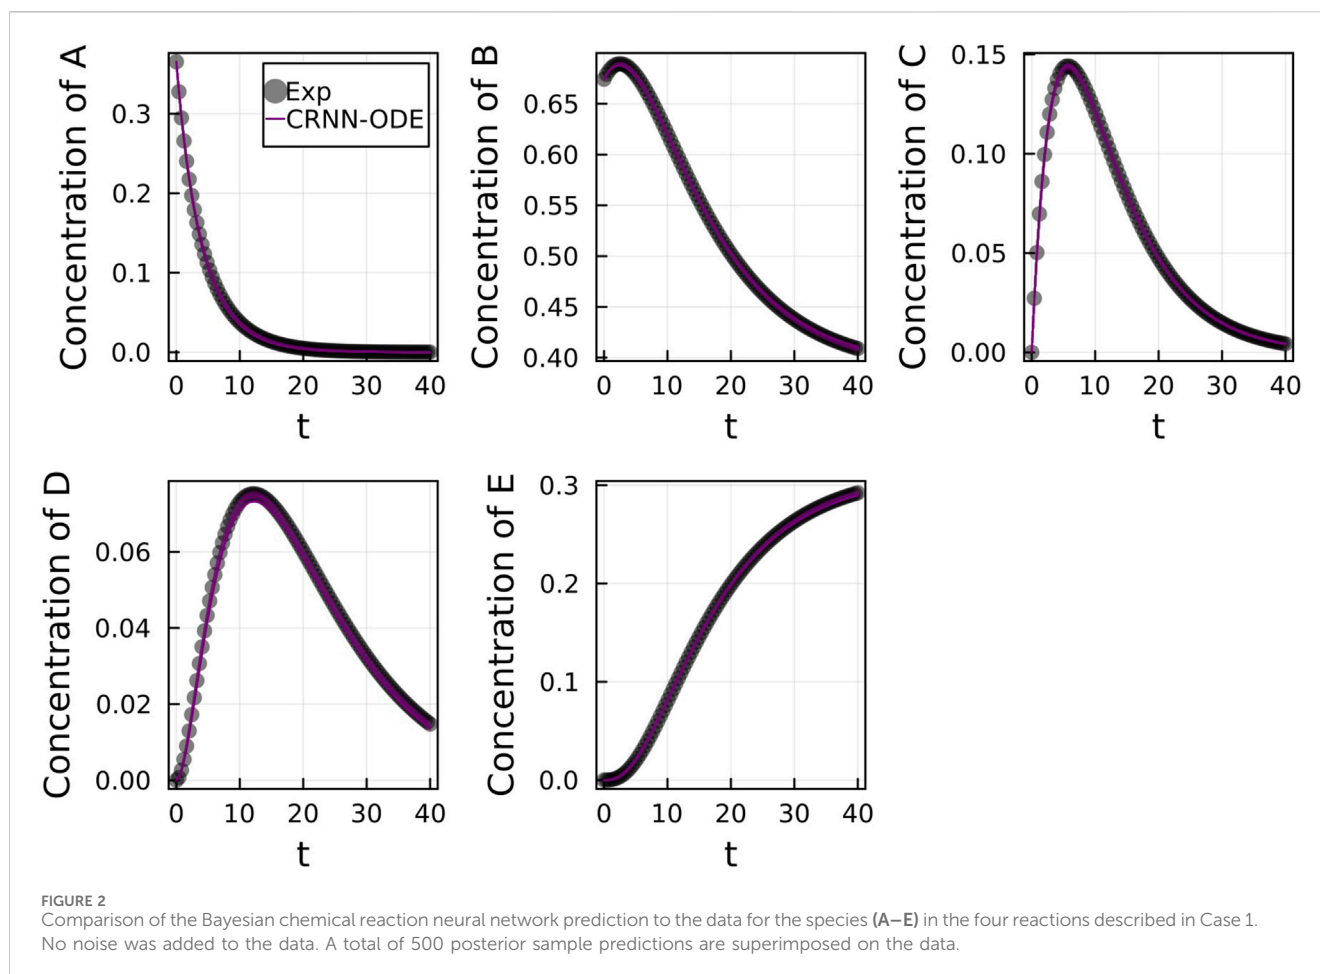 Concentration of A
0.3
0.2
0.1
0.0
0 10 20 30 40
t
Exp
CRNN-ODE
Concentration of B
0.65
0.60
0.55
0.50
0.45
0.40
0 10 20 30 40
t
Concentration of C
0.15
0.10
0.05
0.00
0 10 20 30 40
t
Concentration of D
0.06
0.04
0.02
0.00
0 10 20 30 40
t
Concentration of E
0.3
0.2
0.1
0.0
0 10 20 30 40
t
FIGURE 2
Comparison of the Bayesian chemical reaction neural network prediction to the data for the species (A–E) in the four reactions described in Case 1.
No noise was added to the data. A total of 500 posterior sample predictions are superimposed on the data.